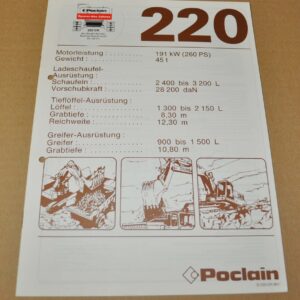 Poclain
220
Motorleistung : 191 kW (260 PS)
Gewicht : 45 t
Ladeschaufel-
Ausrüstung :
Schaufeln : 2 400 bis 3 200 L
Vorschubkraft : 28 200 daN
Tieflöffel-Ausrüstung :
Löffel : 1 300 bis 2 150 L
Grabtiefe : 8,30 m
Reichweite : 12,30 m
Greifer-Ausrüstung :
Greifer : 900 bis 1 500 L
Grabtiefe : 10,80 m
Poclain